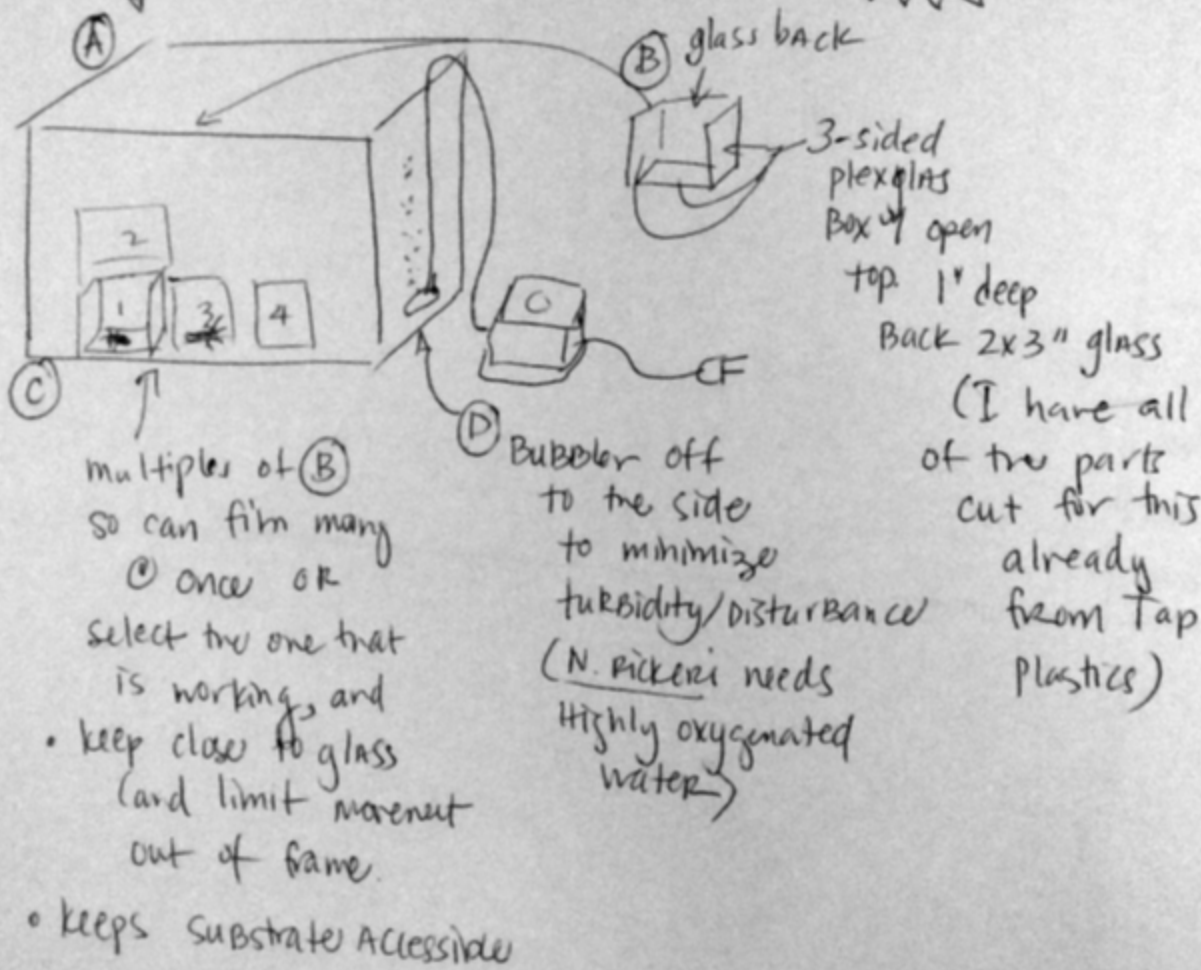 A
B
glass back
3-sided
plexglas
Box w/ open
top. 1" deep
Back 2x3" glass
(I have all
of the parts
cut for this
already
from Tap
Plastics)
2
1
3
4
C
multiples of B
so can film many
@ once OR
select the one that
is working, and
• keep close to glass
(and limit movement
out of frame.
• keeps substrate Accessible
D
Bubbler off
to the side
to minimize
turbidity/Disturbance
(N. Rickeri needs
Highly oxygenated
water)